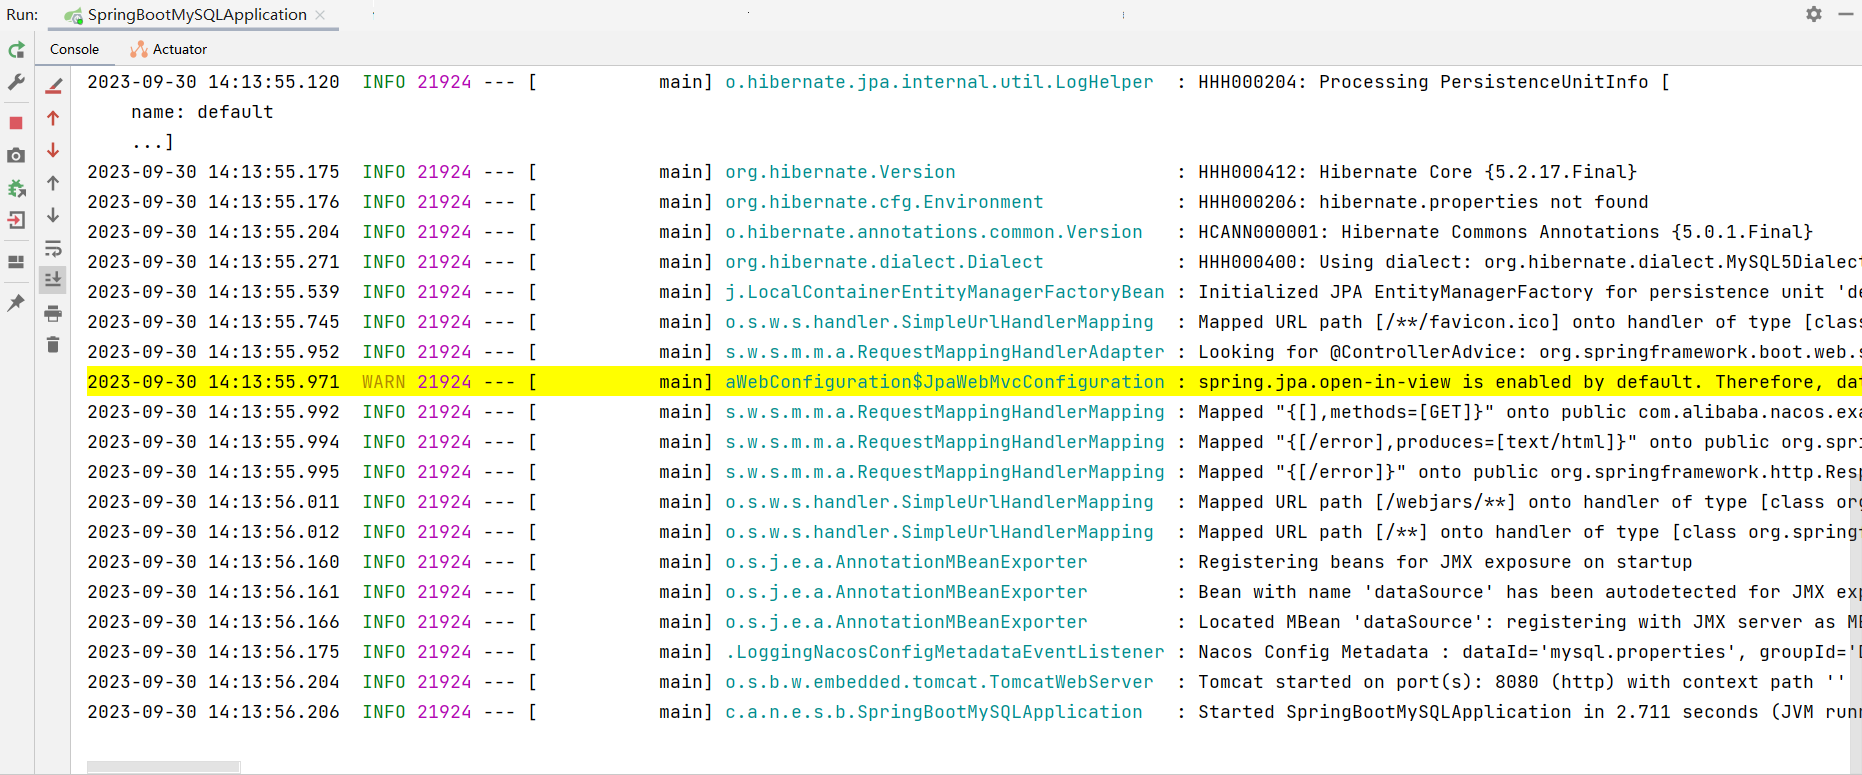 Run: SpringBootMySQLApplication
Console Actuator
2023-09-30 14:13:55.120  INFO 21924 --- [           main] o.hibernate.jpa.internal.util.LogHelper  : HHH000204: Processing PersistenceUnitInfo [
    name: default
    ...]
2023-09-30 14:13:55.175  INFO 21924 --- [           main] org.hibernate.Version                    : HHH000412: Hibernate Core {5.2.17.Final}
2023-09-30 14:13:55.176  INFO 21924 --- [           main] org.hibernate.cfg.Environment            : HHH000206: hibernate.properties not found
2023-09-30 14:13:55.204  INFO 21924 --- [           main] o.hibernate.annotations.common.Version   : HCANN000001: Hibernate Commons Annotations {5.0.1.Final}
2023-09-30 14:13:55.271  INFO 21924 --- [           main] org.hibernate.dialect.Dialect            : HHH000400: Using dialect: org.hibernate.dialect.MySQL5Dialect
2023-09-30 14:13:55.539  INFO 21924 --- [           main] j.LocalContainerEntityManagerFactoryBean : Initialized JPA EntityManagerFactory for persistence unit 'de
2023-09-30 14:13:55.745  INFO 21924 --- [           main] o.s.w.s.handler.SimpleUrlHandlerMapping  : Mapped URL path [/**/favicon.ico] onto handler of type [class
2023-09-30 14:13:55.952  INFO 21924 --- [           main] s.w.s.m.m.a.RequestMappingHandlerAdapter : Looking for @ControllerAdvice: org.springframework.boot.web.s
2023-09-30 14:13:55.971  WARN 21924 --- [           main] aWebConfiguration$JpaWebMvcConfiguration : spring.jpa.open-in-view is enabled by default. Therefore, dat
2023-09-30 14:13:55.992  INFO 21924 --- [           main] s.w.s.m.m.a.RequestMappingHandlerMapping : Mapped "{[],methods=[GET]}" onto public com.alibaba.nacos.exa
2023-09-30 14:13:55.994  INFO 21924 --- [           main] s.w.s.m.m.a.RequestMappingHandlerMapping : Mapped "{[/error],produces=[text/html]}" onto public org.spri
2023-09-30 14:13:55.995  INFO 21924 --- [           main] s.w.s.m.m.a.RequestMappingHandlerMapping : Mapped "{[/error]}" onto public org.springframework.http.Resp
2023-09-30 14:13:56.011  INFO 21924 --- [           main] o.s.w.s.handler.SimpleUrlHandlerMapping  : Mapped URL path [/webjars/**] onto handler of type [class org
2023-09-30 14:13:56.012  INFO 21924 --- [           main] o.s.w.s.handler.SimpleUrlHandlerMapping  : Mapped URL path [/**] onto handler of type [class org.springf
2023-09-30 14:13:56.160  INFO 21924 --- [           main] o.s.j.e.a.AnnotationMBeanExporter        : Registering beans for JMX exposure on startup
2023-09-30 14:13:56.161  INFO 21924 --- [           main] o.s.j.e.a.AnnotationMBeanExporter        : Bean with name 'dataSource' has been autodetected for JMX exp
2023-09-30 14:13:56.166  INFO 21924 --- [           main] o.s.j.e.a.AnnotationMBeanExporter        : Located MBean 'dataSource': registering with JMX server as MB
2023-09-30 14:13:56.175  INFO 21924 --- [           main] .LoggingNacosConfigMetadataEventListener : Nacos Config Metadata : dataId='mysql.properties', groupId='D
2023-09-30 14:13:56.204  INFO 21924 --- [           main] o.s.b.w.embedded.tomcat.TomcatWebServer  : Tomcat started on port(s): 8080 (http) with context path ''
2023-09-30 14:13:56.206  INFO 21924 --- [           main] c.a.n.e.s.b.SpringBootMySQLApplication   : Started SpringBootMySQLApplication in 2.711 seconds (JVM runn